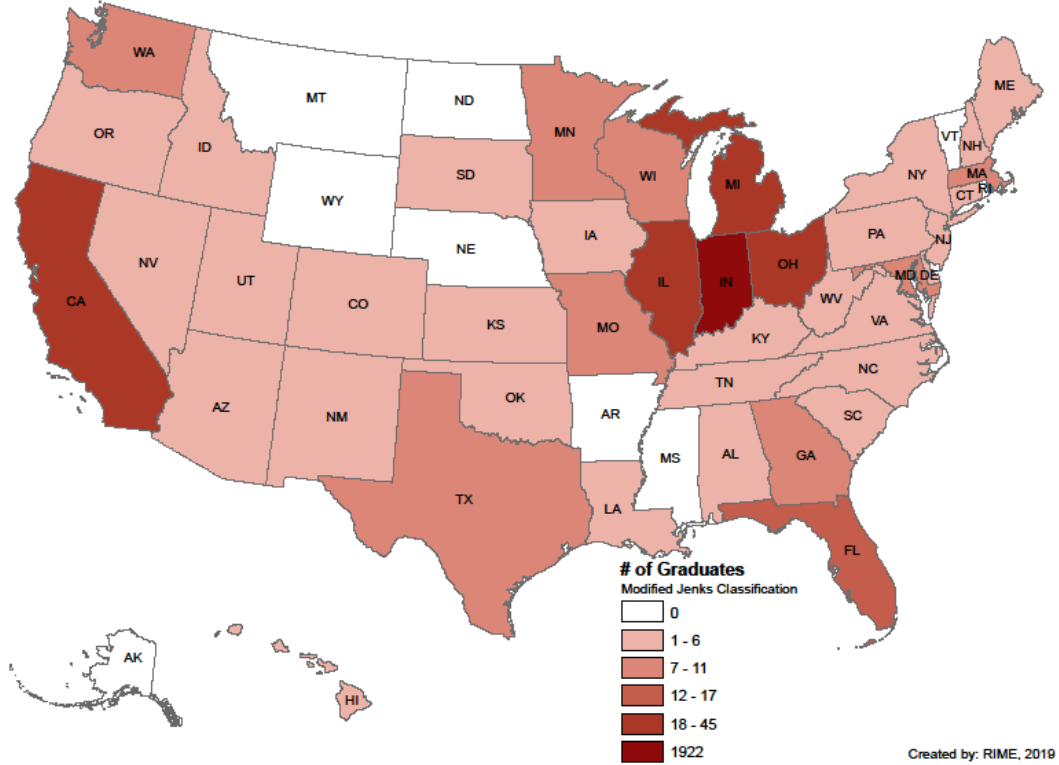 WA
MT
ND
MN
ME
OR
ID
SD
WI
MI
VT
NH
NY
MA
CT
RI
WY
IA
NE
PA
NJ
NV
UT
CO
CA
IL
IN
OH
MD
DE
WV
VA
KS
MO
KY
AZ
NM
OK
TN
NC
AR
SC
MS
AL
GA
TX
LA
FL
AK
HI
# of Graduates
Modified Jenks Classification
0
1 - 6
7 - 11
12 - 17
18 - 45
1922
Created by: RIME, 2019